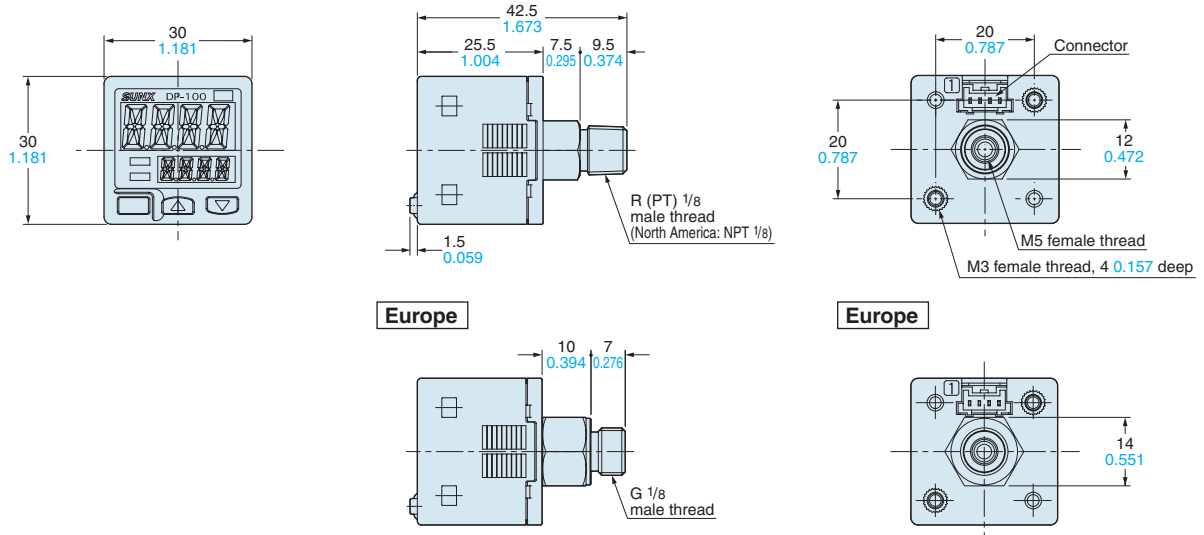 30
1.181
30
1.181
SUNX DP-100
42.5
1.673
25.5
1.004
7.5
0.295
9.5
0.374
R (PT) 1/8
male thread
(North America: NPT 1/8)
1.5
0.059
20
0.787
Connector
1
20
0.787
12
0.472
M5 female thread
M3 female thread, 4 0.157 deep
Europe
10
0.394
7
0.276
G 1/8
male thread
Europe
1
14
0.551